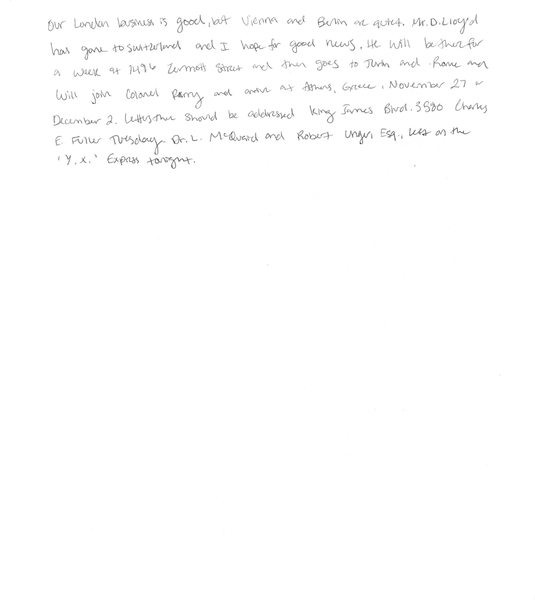 Our London business is good, but Vienna and Berlin are quiet. Mr. D. Lloyd
has gone to Switzerland and I hope for good news. He will be there for
a week at 1496 Zermott Street and then goes to Turin and Rome and
will join Colonel Parry and arrive at Athens, Greece, November 27 or
December 2. Letters there should be addressed King James Blvd. 3580 Charles
E. Fuller Tuesday. Dr. L. McQuard and Robert Unger, Esq., left on the
'Y.X.' Express tonight.